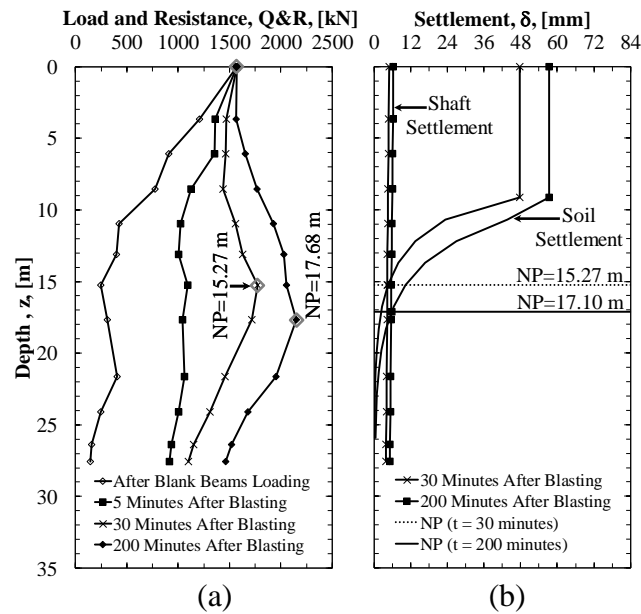 Load and Resistance, Q&R, [kN]
0 500 1000 1500 2000 2500
0
5
10
15
20
25
30
35
Depth , z, [m]
NP=15.27 m
NP=17.68 m
After Blank Beams Loading
5 Minutes After Blasting
30 Minutes After Blasting
200 Minutes After Blasting
(a)
Settlement, δ, [mm]
0 12 24 36 48 60 72 84
Shaft
Settlement
Soil
Settlement
NP=15.27 m
NP=17.10 m
30 Minutes After Blasting
200 Minutes After Blasting
NP (t = 30 minutes)
NP (t = 200 minutes)
(b)